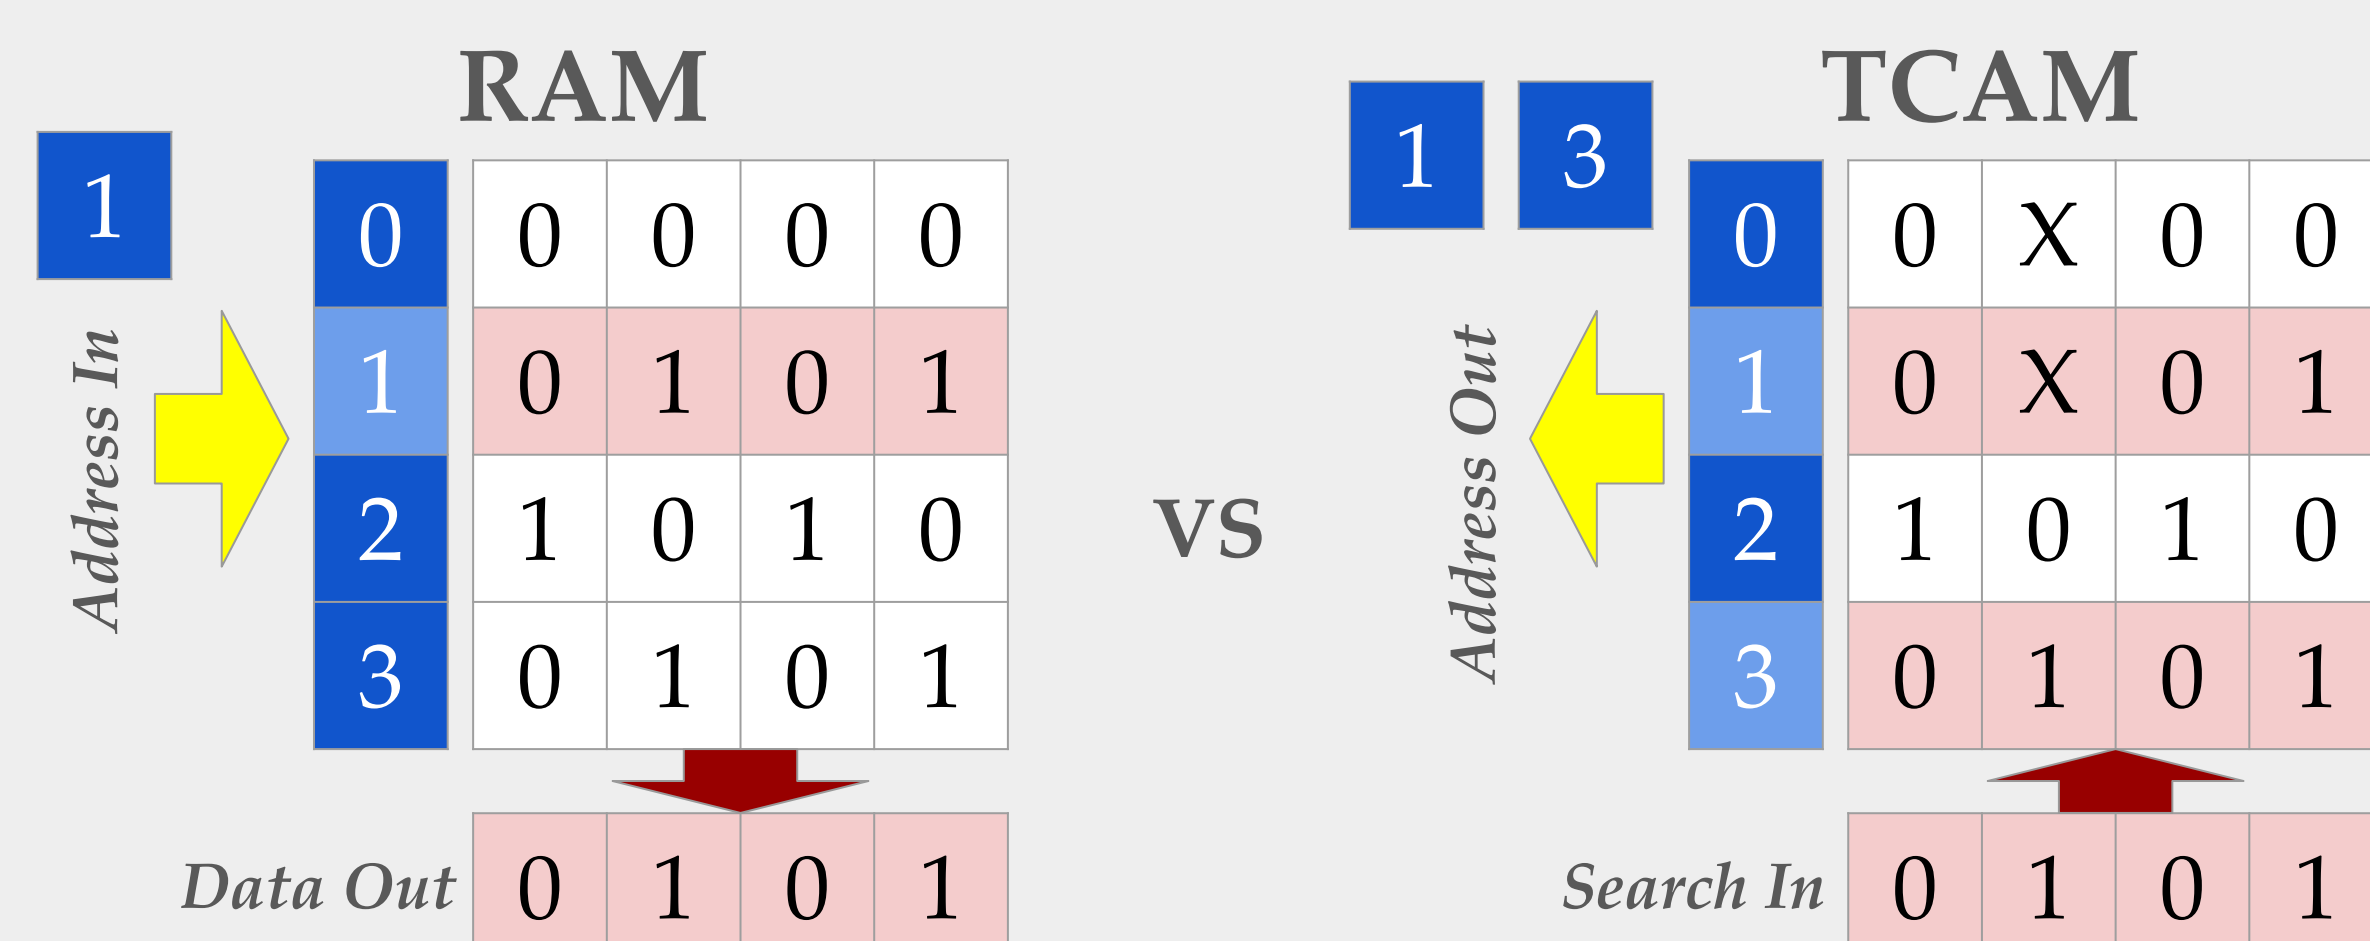 RAM
1
Address In
0 0 0 0 0
1 0 1 0 1
2 1 0 1 0
3 0 1 0 1
Data Out 0 1 0 1
VS
TCAM
1 3
Address Out
0 0 X 0 0
1 0 X 0 1
2 1 0 1 0
3 0 1 0 1
Search In 0 1 0 1